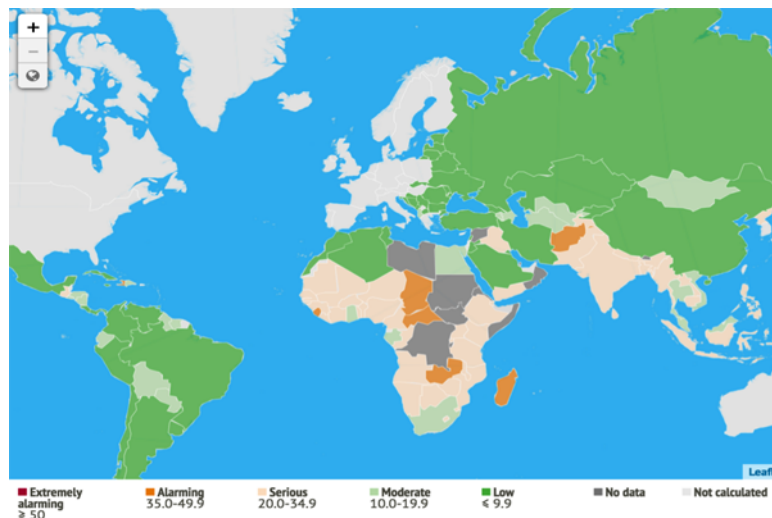 +
−
Leafl
Extremely alarming Alarming Serious Moderate Low No data Not calculated
≥ 50 35.0-49.9 20.0-34.9 10.0-19.9 ⩽ 9.9